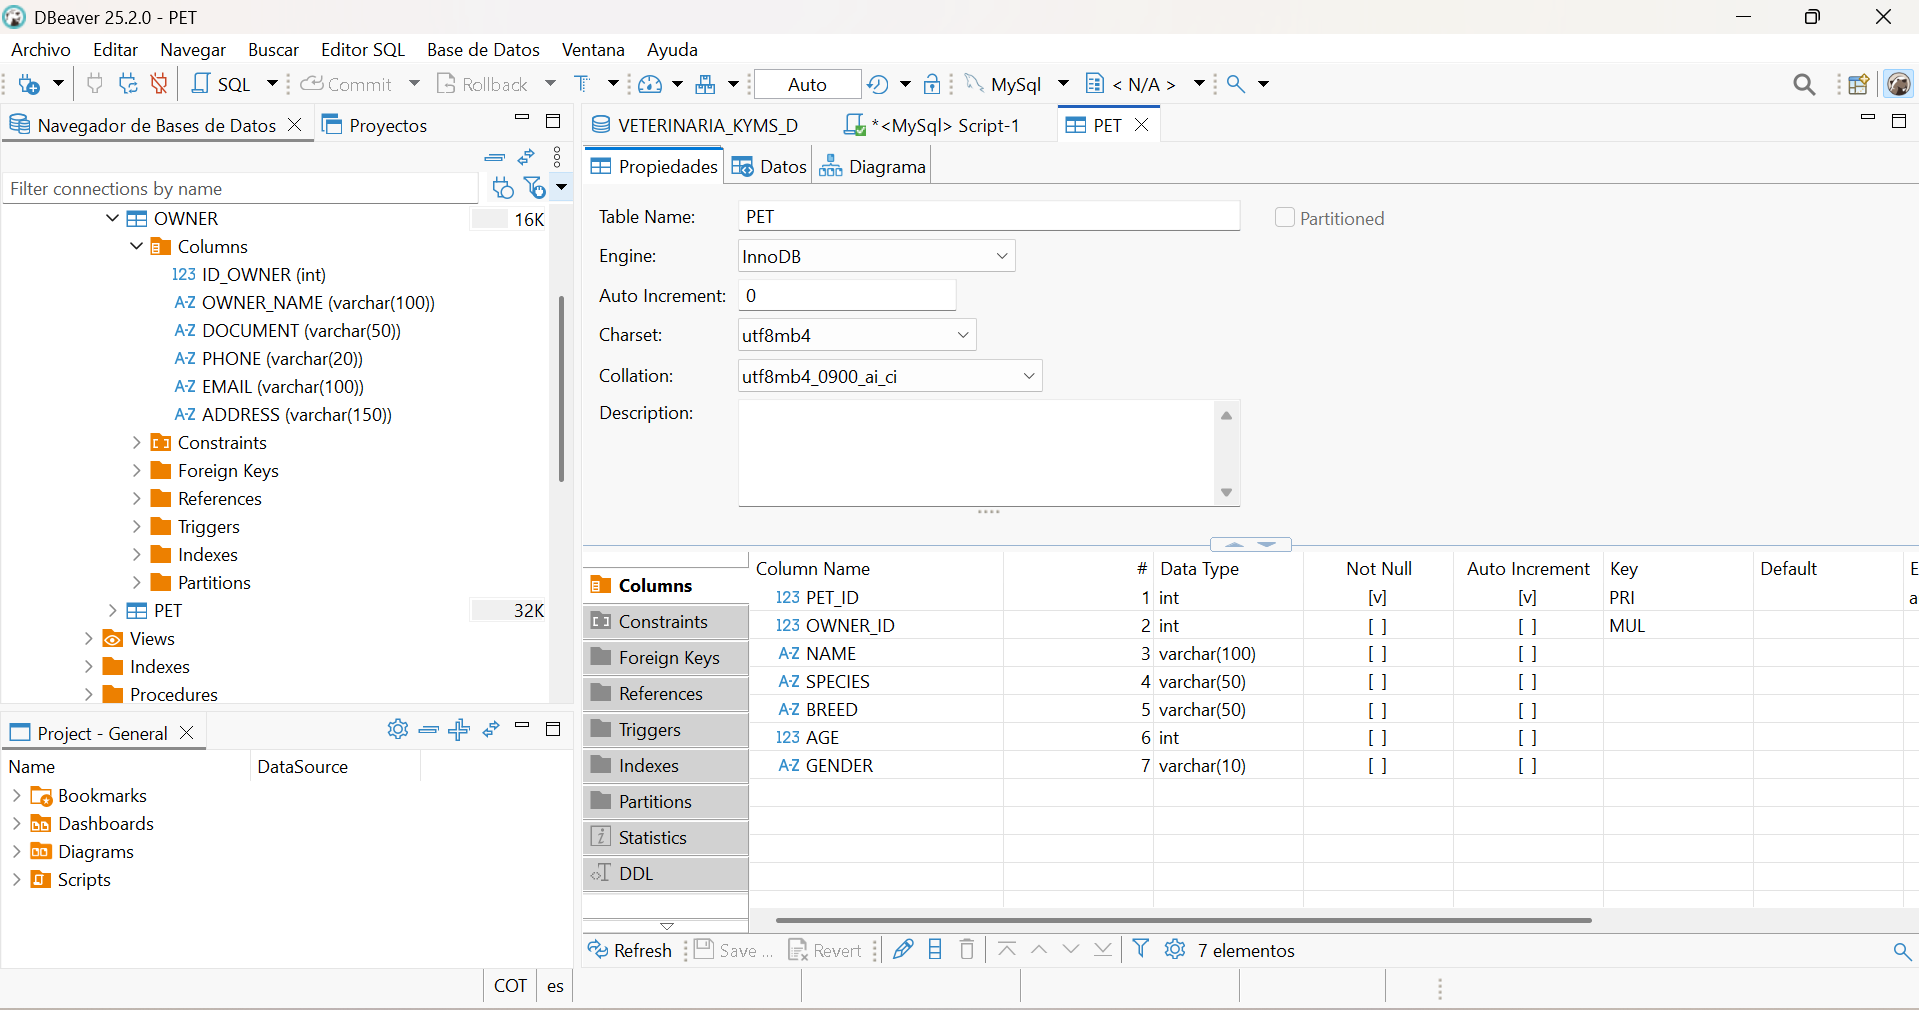 DBeaver 25.2.0 - PET
Archivo Editar Navegar Buscar Editor SQL Base de Datos Ventana Ayuda
SQL Commit Rollback Auto MySql < N/A >
Navegador de Bases de Datos Proyectos
VETERINARIA_KYMS_D *<MySql> Script-1 PET
Filter connections by name
OWNER 16K
Columns
123 ID_OWNER (int)
A-Z OWNER_NAME (varchar(100))
A-Z DOCUMENT (varchar(50))
A-Z PHONE (varchar(20))
A-Z EMAIL (varchar(100))
A-Z ADDRESS (varchar(150))
Constraints
Foreign Keys
References
Triggers
Indexes
Partitions
PET 32K
Views
Indexes
Procedures
Project - General
Name DataSource
Bookmarks
Dashboards
Diagrams
Scripts
Propiedades Datos Diagrama
Table Name: PET Partitioned
Engine: InnoDB
Auto Increment: 0
Charset: utf8mb4
Collation: utf8mb4_0900_ai_ci
Description:
Columns
Constraints
Foreign Keys
References
Triggers
Indexes
Partitions
Statistics
DDL
Column Name # Data Type Not Null Auto Increment Key Default E
123 PET_ID 1 int [v] [v] PRI a
123 OWNER_ID 2 int [ ] [ ] MUL
A-Z NAME 3 varchar(100) [ ] [ ]
A-Z SPECIES 4 varchar(50) [ ] [ ]
A-Z BREED 5 varchar(50) [ ] [ ]
123 AGE 6 int [ ] [ ]
A-Z GENDER 7 varchar(10) [ ] [ ]
Refresh Save ... Revert 7 elementos
COT es